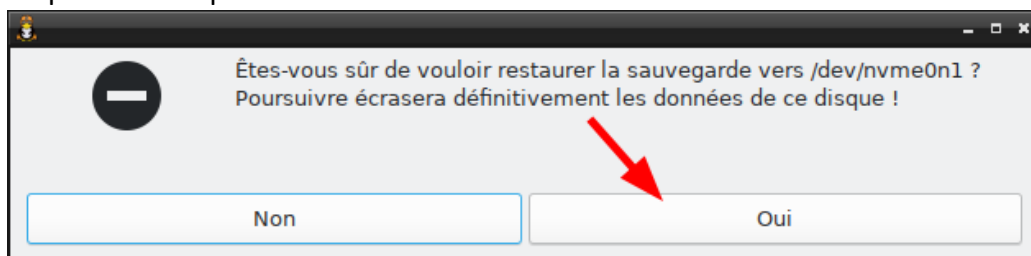 Êtes-vous sûr de vouloir restaurer la sauvegarde vers /dev/nvme0n1 ?
Poursuivre écrasera définitivement les données de ce disque !
Non
Oui